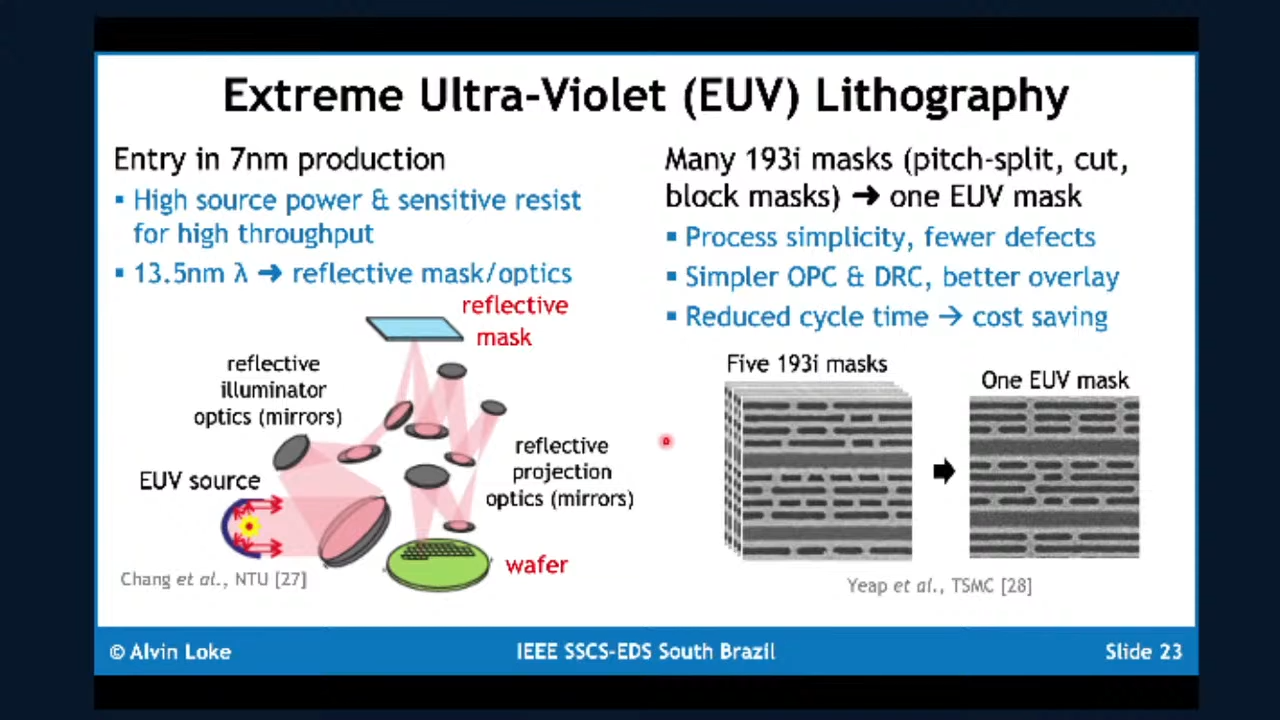 Extreme Ultra-Violet (EUV) Lithography
Entry in 7nm production
▪ High source power & sensitive resist
for high throughput
▪ 13.5nm λ ➜ reflective mask/optics
reflective
mask
reflective
illuminator
optics (mirrors)
EUV source
reflective
projection
optics (mirrors)
wafer
Chang et al., NTU [27]
Many 193i masks (pitch-split, cut,
block masks) ➜ one EUV mask
▪ Process simplicity, fewer defects
▪ Simpler OPC & DRC, better overlay
▪ Reduced cycle time → cost saving
Five 193i masks
One EUV mask
Yeap et al., TSMC [28]
© Alvin Loke
IEEE SSCS-EDS South Brazil
Slide 23